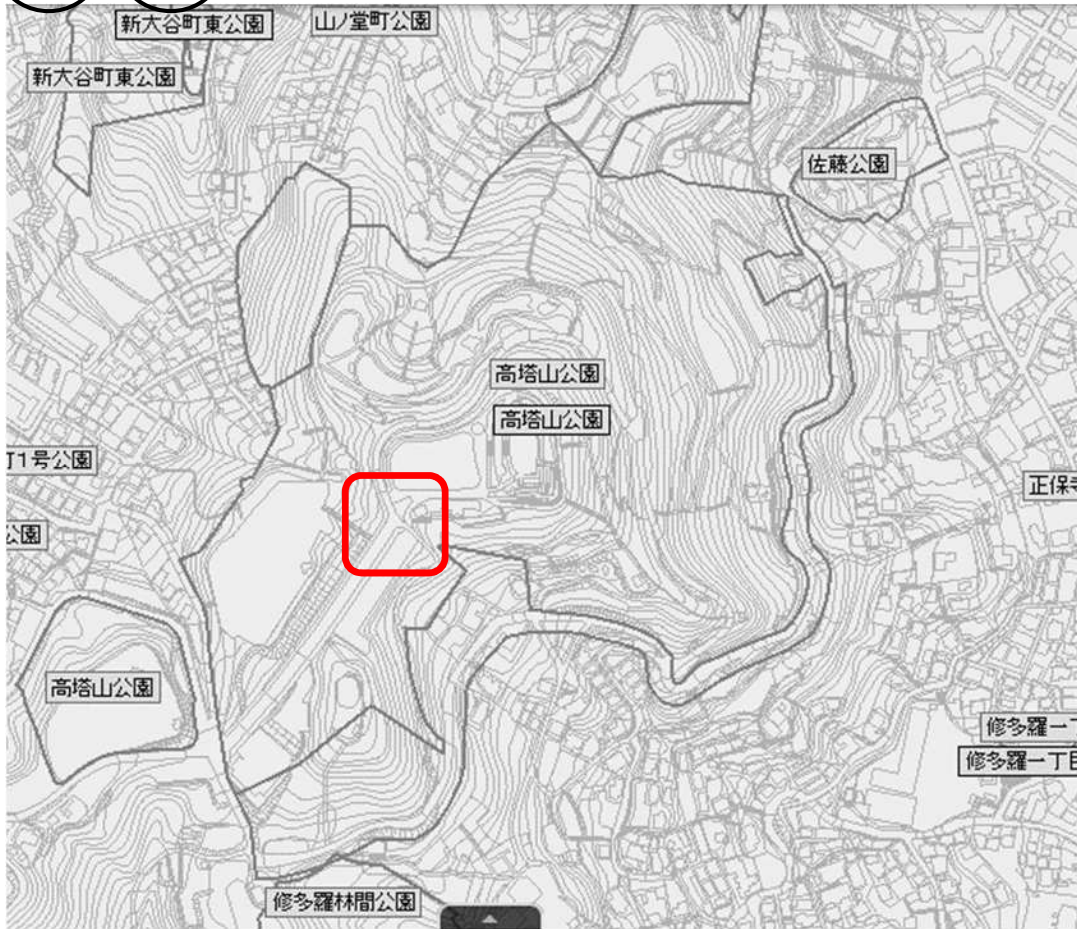 新大谷町東公園
山ノ堂町公園
新大谷町東公園
佐藤公園
高塔山公園
高塔山公園
町1号公園
正保寺
公園
高塔山公園
修多羅一丁
修多羅一丁目
修多羅林間公園